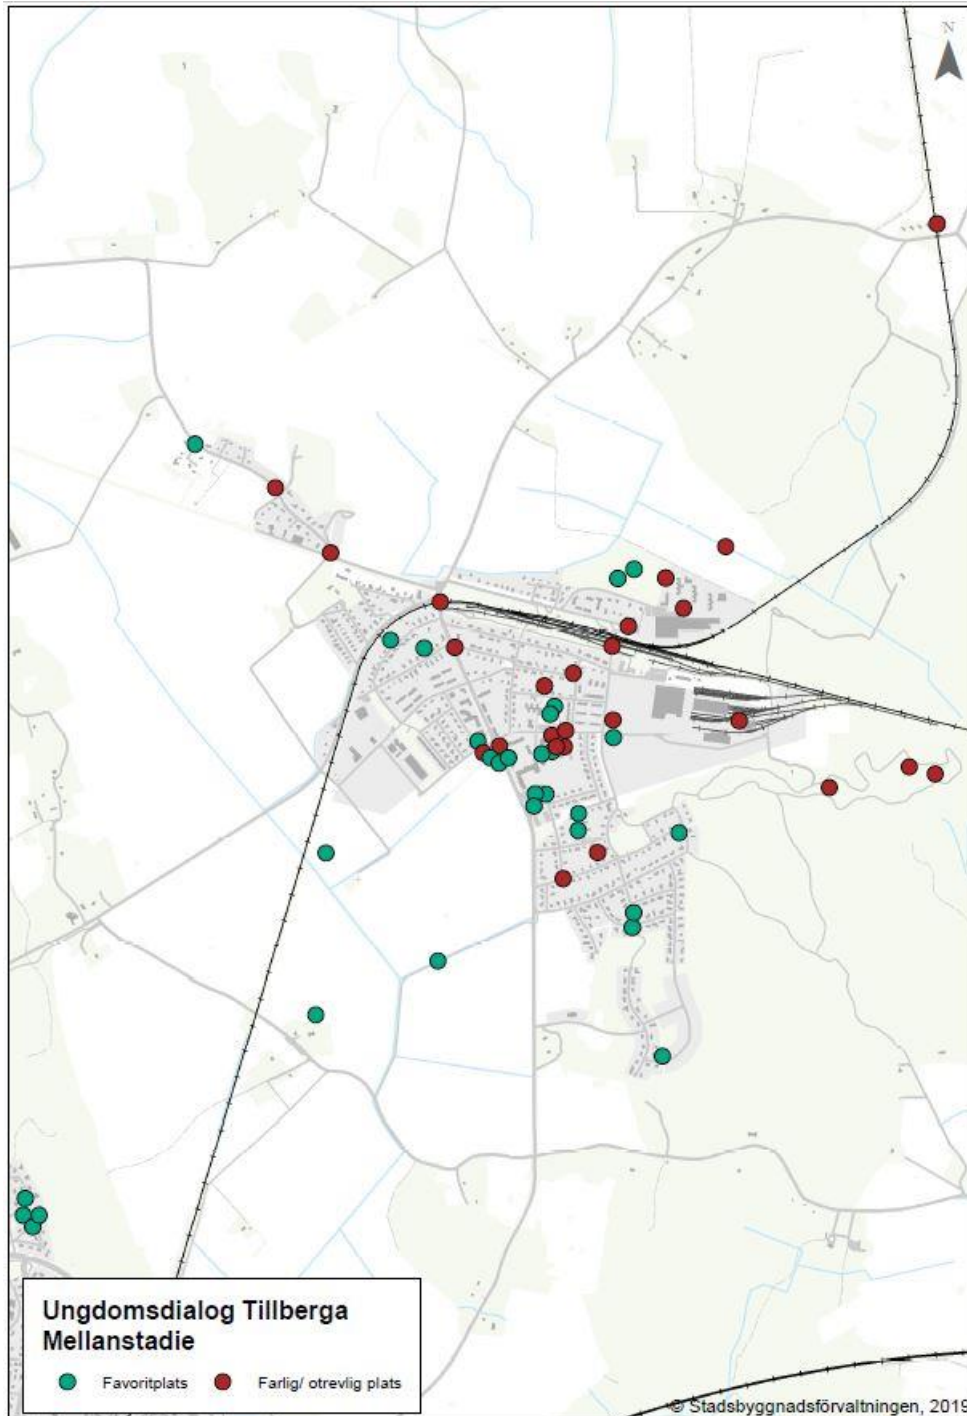 N
Ungdomsdialog Tillberga
Mellanstadie
Favoritplats
Farlig/ otrevlig plats
© Stadsbyggnadsförvaltningen, 2019